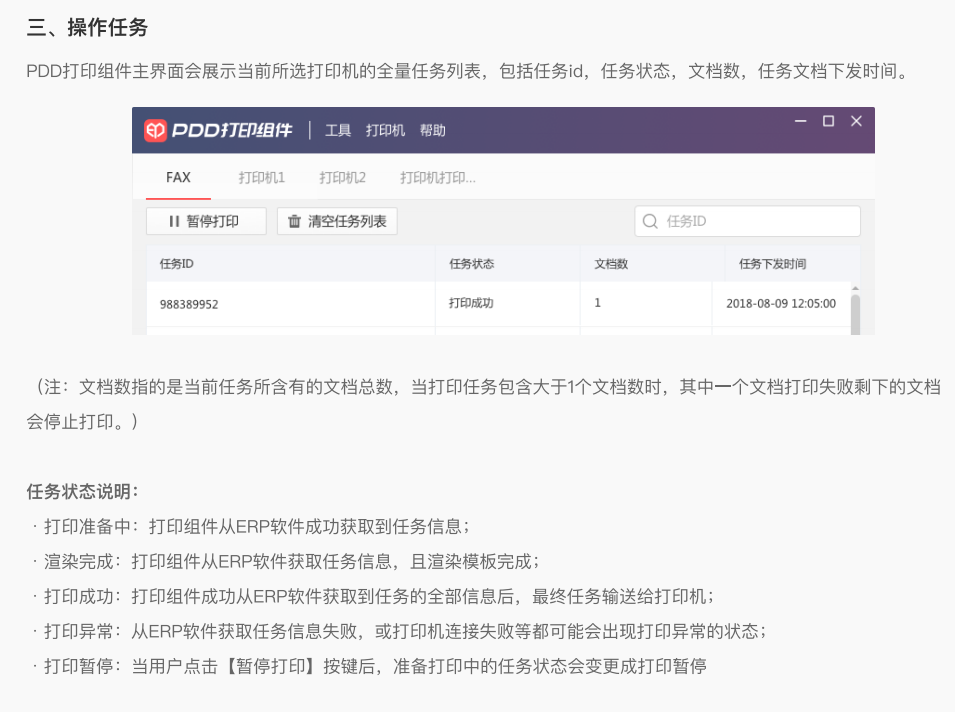 三、操作任务
PDD打印组件主界面会展示当前所选打印机的全量任务列表，包括任务id，任务状态，文档数，任务文档下发时间。
PDD打印组件 | 工具 打印机 帮助
FAX 打印机1 打印机2 打印机打印...
暂停打印 清空任务列表 任务ID
任务ID 任务状态 文档数 任务下发时间
988389952 打印成功 1 2018-08-09 12:05:00
（注：文档数指的是当前任务所含有的文档总数，当打印任务包含大于1个文档数时，其中一个文档打印失败剩下的文档
会停止打印。）
任务状态说明：
· 打印准备中：打印组件从ERP软件成功获取到任务信息；
· 渲染完成：打印组件从ERP软件获取任务信息，且渲染模板完成；
· 打印成功：打印组件成功从ERP软件获取到任务的全部信息后，最终任务输送给打印机；
· 打印异常：从ERP软件获取任务信息失败，或打印机连接失败等都可能会出现打印异常的状态；
· 打印暂停：当用户点击【暂停打印】按键后，准备打印中的任务状态会变更成打印暂停